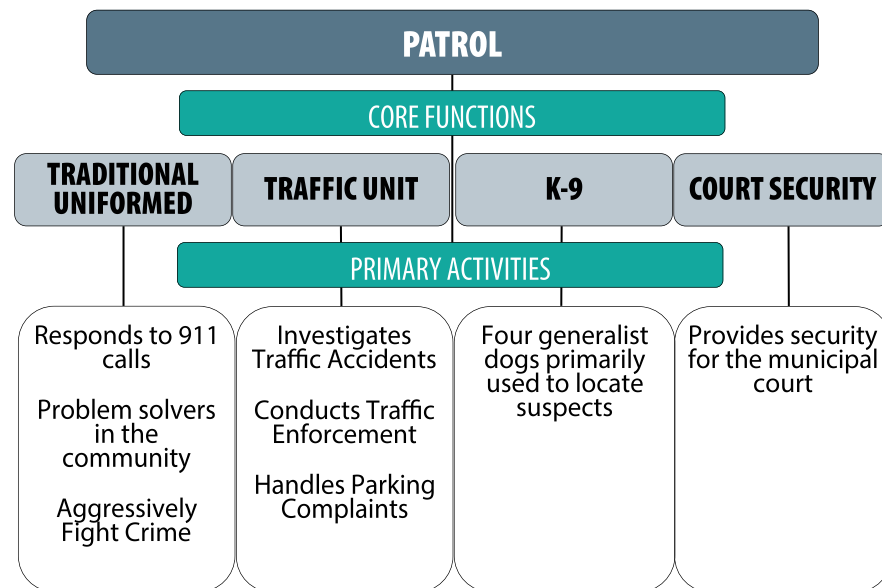 PATROL
CORE FUNCTIONS
TRADITIONAL
UNIFORMED
TRAFFIC UNIT
K-9
COURT SECURITY
PRIMARY ACTIVITIES
Responds to 911
calls
Problem solvers
in the
community
Aggressively
Fight Crime
Investigates
Traffic Accidents
Conducts Traffic
Enforcement
Handles Parking
Complaints
Four generalist
dogs primarily
used to locate
suspects
Provides security
for the municipal
court